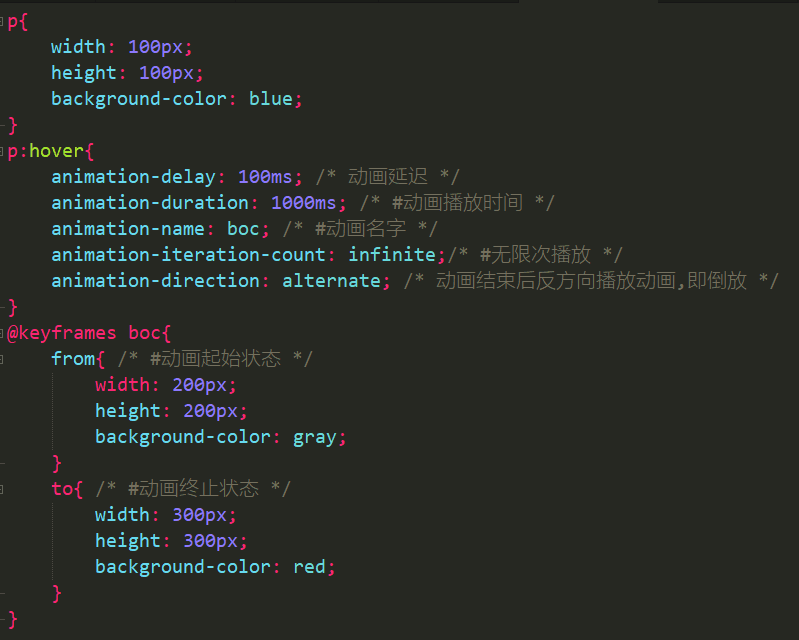 p{
width: 100px;
height: 100px;
background-color: blue;
}
p:hover{
animation-delay: 100ms; /* 动画延迟 */
animation-duration: 1000ms; /* #动画播放时间 */
animation-name: boc; /* #动画名字 */
animation-iteration-count: infinite;/* #无限次播放 */
animation-direction: alternate; /* 动画结束后反方向播放动画,即倒放 */
}
@keyframes boc{
from{ /* #动画起始状态 */
width: 200px;
height: 200px;
background-color: gray;
}
to{ /* #动画终止状态 */
width: 300px;
height: 300px;
background-color: red;
}
}